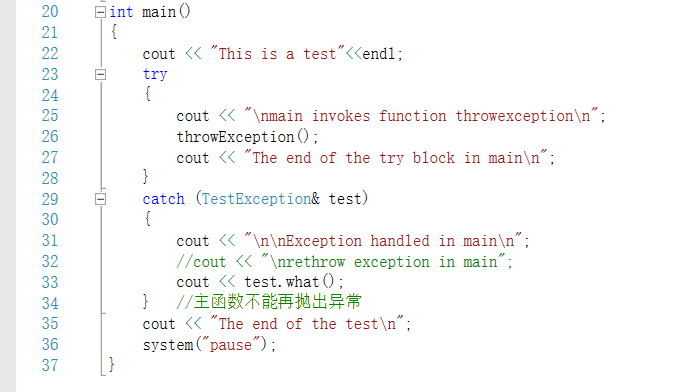 20 int main()
21 {
22 cout << "This is a test"<<endl;
23 try
24 {
25 cout << "\nmain invokes function throwexception\n";
26 throwException();
27 cout << "The end of the try block in main\n";
28 }
29 catch (TestException& test)
30 {
31 cout << "\n\nException handled in main\n";
32 //cout << "\nrethrow exception in main";
33 cout << test.what();
34 } //主函数不能再抛出异常
35 cout << "The end of the test\n";
36 system("pause");
37 }